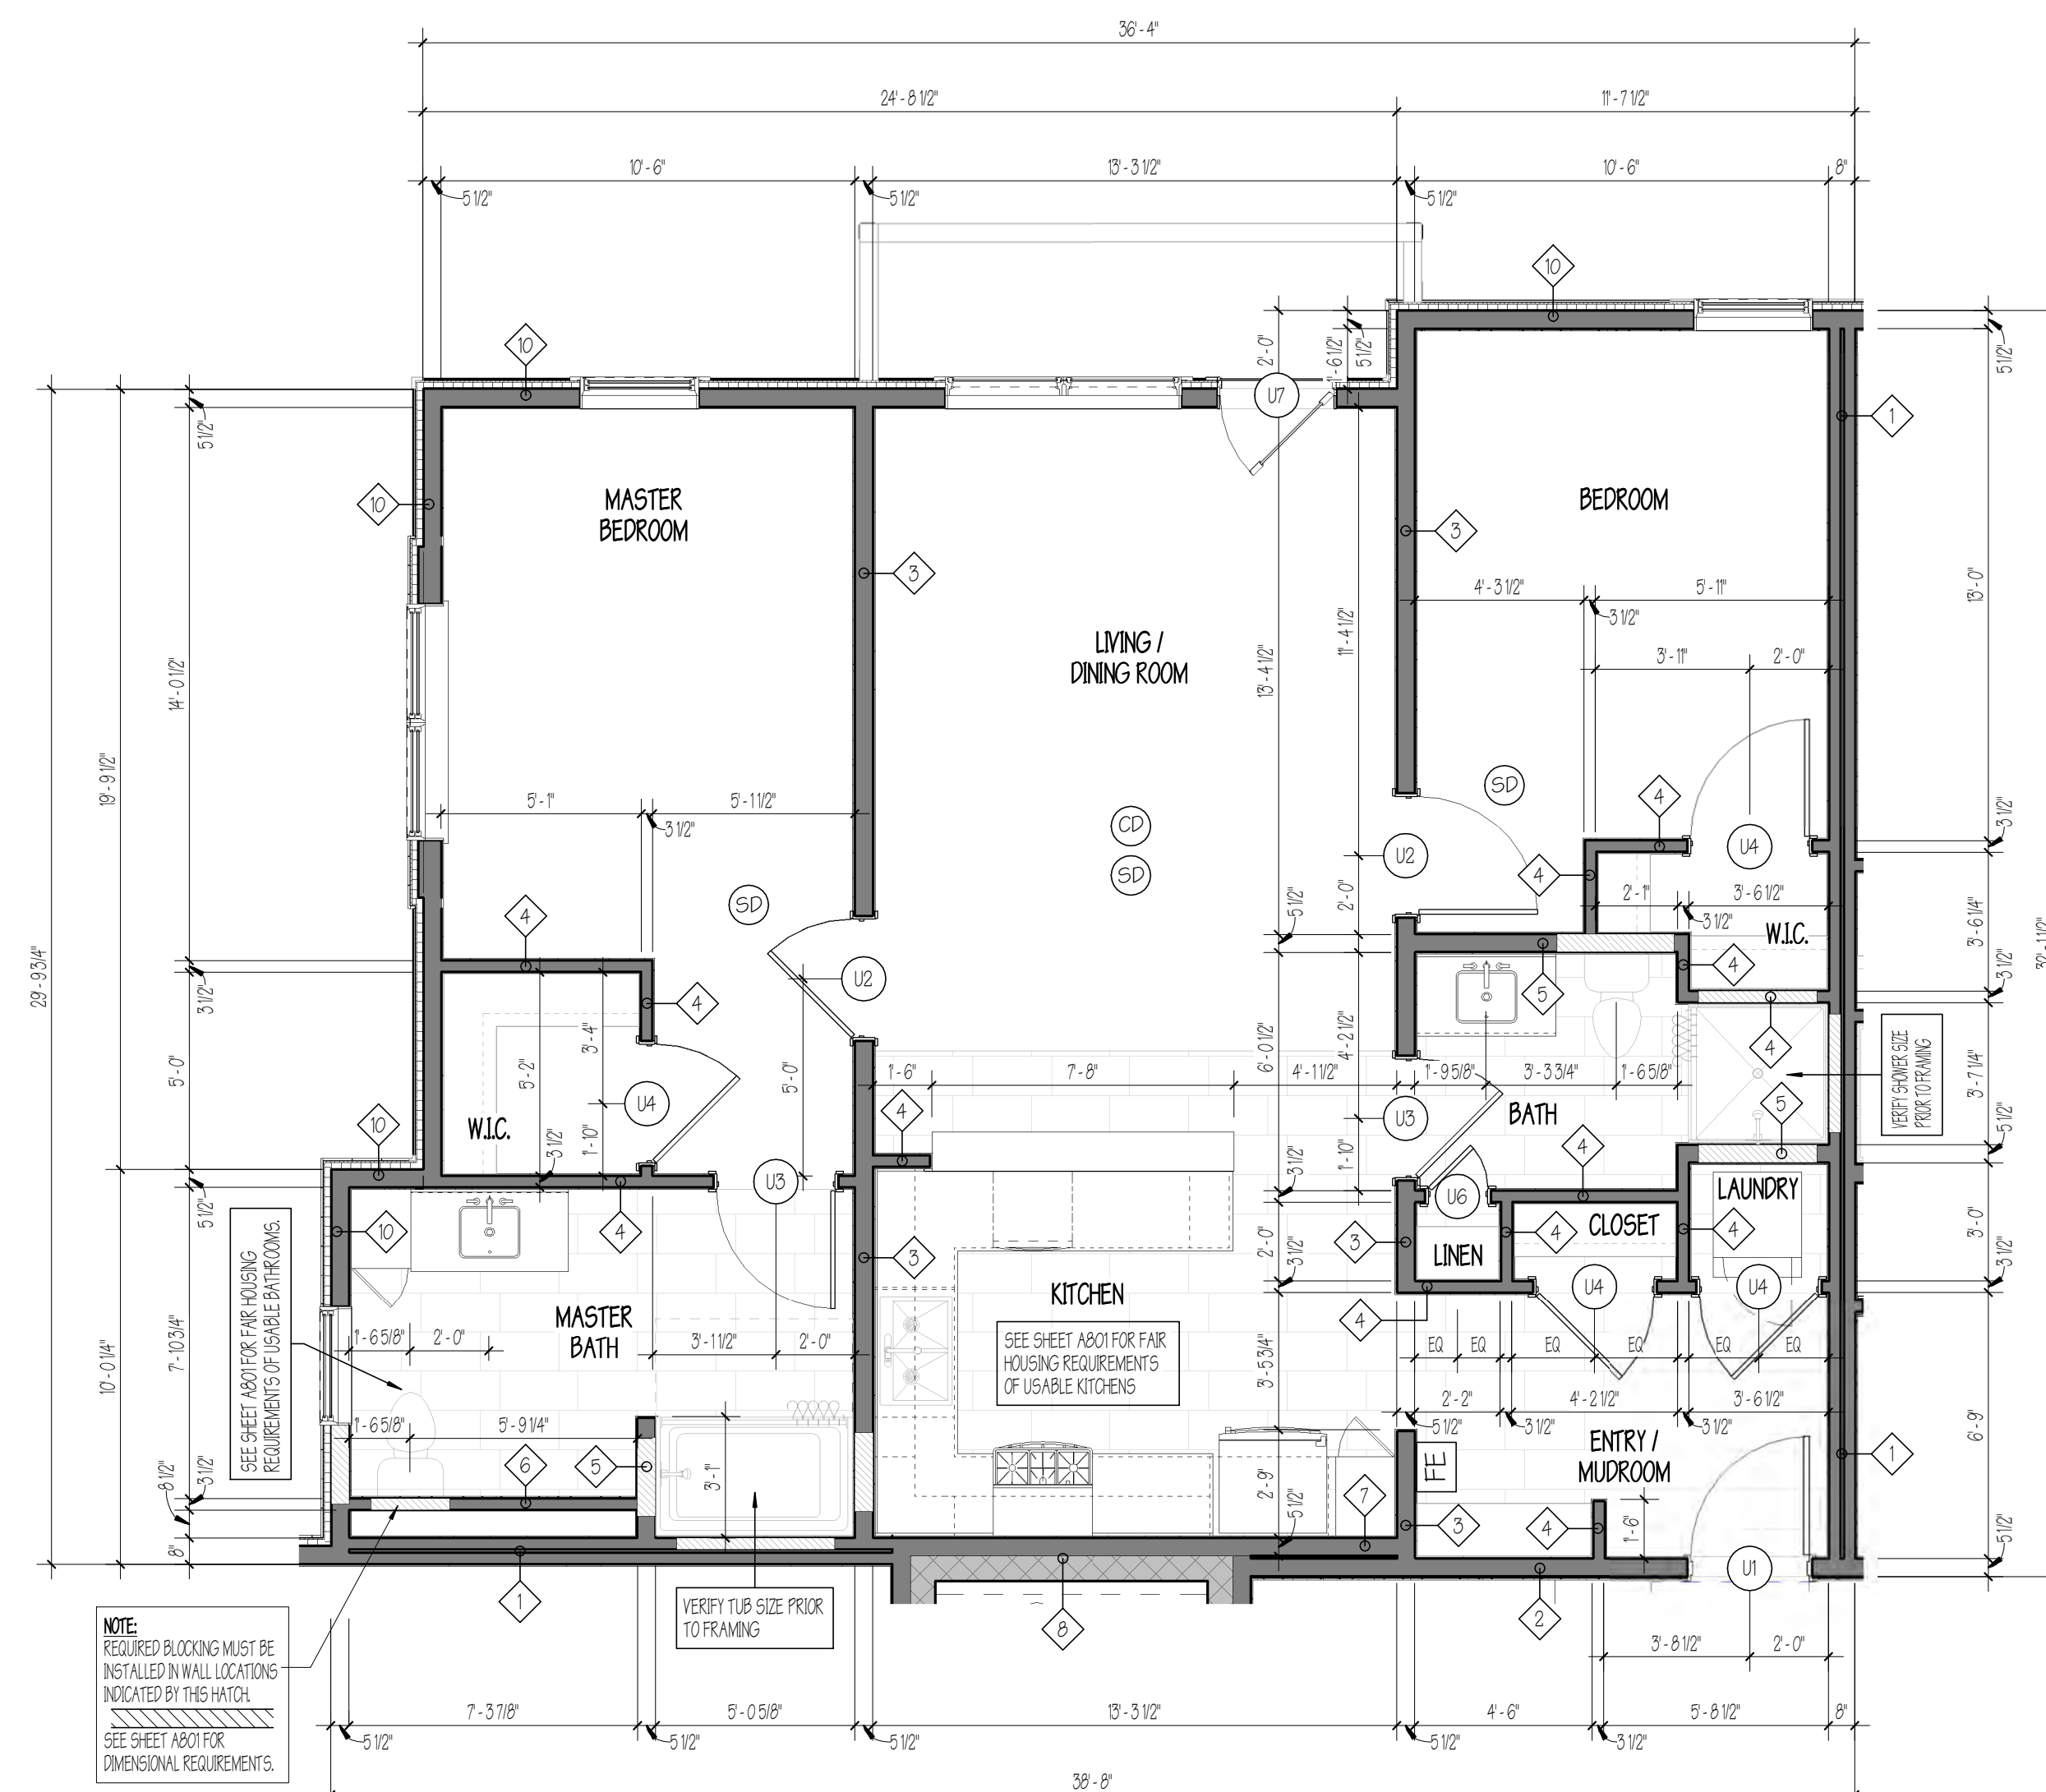 36'-4"
24'-8 1/2"
11'-7 1/2"
10'-6"
13'-3 1/2"
10'-6"
8"
5 1/2"
5 1/2"
5 1/2"
10
10
2'-0"
5 1/2"
5 1/2"
U7
1
5 1/2"
10
MASTER
BEDROOM
BEDROOM
3
3
13'-0"
4'-3 1/2"
5'-11"
3 1/2"
11'-4 1/2"
LIVING /
DINING ROOM
13'-4 1/2"
3'-11"
2'-0"
14'-0 1/2"
19'-9 1/2"
5'-1"
5'-1 1/2"
3 1/2"
SD
4
3 1/2"
CD
U2
U4
SD
4
SD
2'-1"
3'-6 1/2"
3 1/2"
4
5 1/2"
2'-0"
W.I.C.
3'-6 1/4"
29'-9 3/4"
3 1/2"
U2
4
5
4
3 1/2"
3'-4"
5'-2"
5'-0"
5'-0"
6'-0 1/2"
4'-2 1/2"
4
VERIFY SHOWER SIZE
PRIOR TO FRAMING
3'-7 1/4"
1'-6"
7'-8"
4'-1 1/2"
1'-9 5/8"
3'-3 3/4"
1'-6 5/8"
U4
4
U3
BATH
5
10
W.I.C.
3 1/2"
1'-10"
3 1/2"
1'-10"
4
5 1/2"
5 1/2"
U3
U6
LAUNDRY
10
4
3
3
LINEN
4
CLOSET
4
3'-0"
2'-0"
3 1/2"
3 1/2"
SEE SHEET A801 FOR FAIR HOUSING
REQUIREMENTS OF USABLE BATHROOMS.
KITCHEN
U4
U4
4
MASTER
BATH
SEE SHEET A801 FOR FAIR
HOUSING REQUIREMENTS
OF USABLE KITCHENS
1'-6 5/8"
2'-0"
3'-1 1/2"
2'-0"
3'-5 3/4"
EQ
EQ
EQ
EQ
EQ
EQ
7'-10 3/4"
10'-0 1/4"
2'-2"
4'-2 1/2"
3'-6 1/2"
5 1/2"
3 1/2"
3 1/2"
6'-9"
1'-6 5/8"
5'-9 1/4"
ENTRY /
MUDROOM
1
FE
6
5
3'-1"
2'-9"
5 1/2"
7
3
4
1'-6"
3 1/2"
8 1/2"
8"
5 1/2"
U1
1
8
2
VERIFY TUB SIZE PRIOR
TO FRAMING
NOTE:
REQUIRED BLOCKING MUST BE
INSTALLED IN WALL LOCATIONS
INDICATED BY THIS HATCH.
SEE SHEET A801 FOR
DIMENSIONAL REQUIREMENTS.
3'-8 1/2"
2'-0"
7'-3 7/8"
5'-0 5/8"
13'-3 1/2"
4'-6"
5'-8 1/2"
8"
5 1/2"
5 1/2"
5 1/2"
5 1/2"
3 1/2"
38'-8"